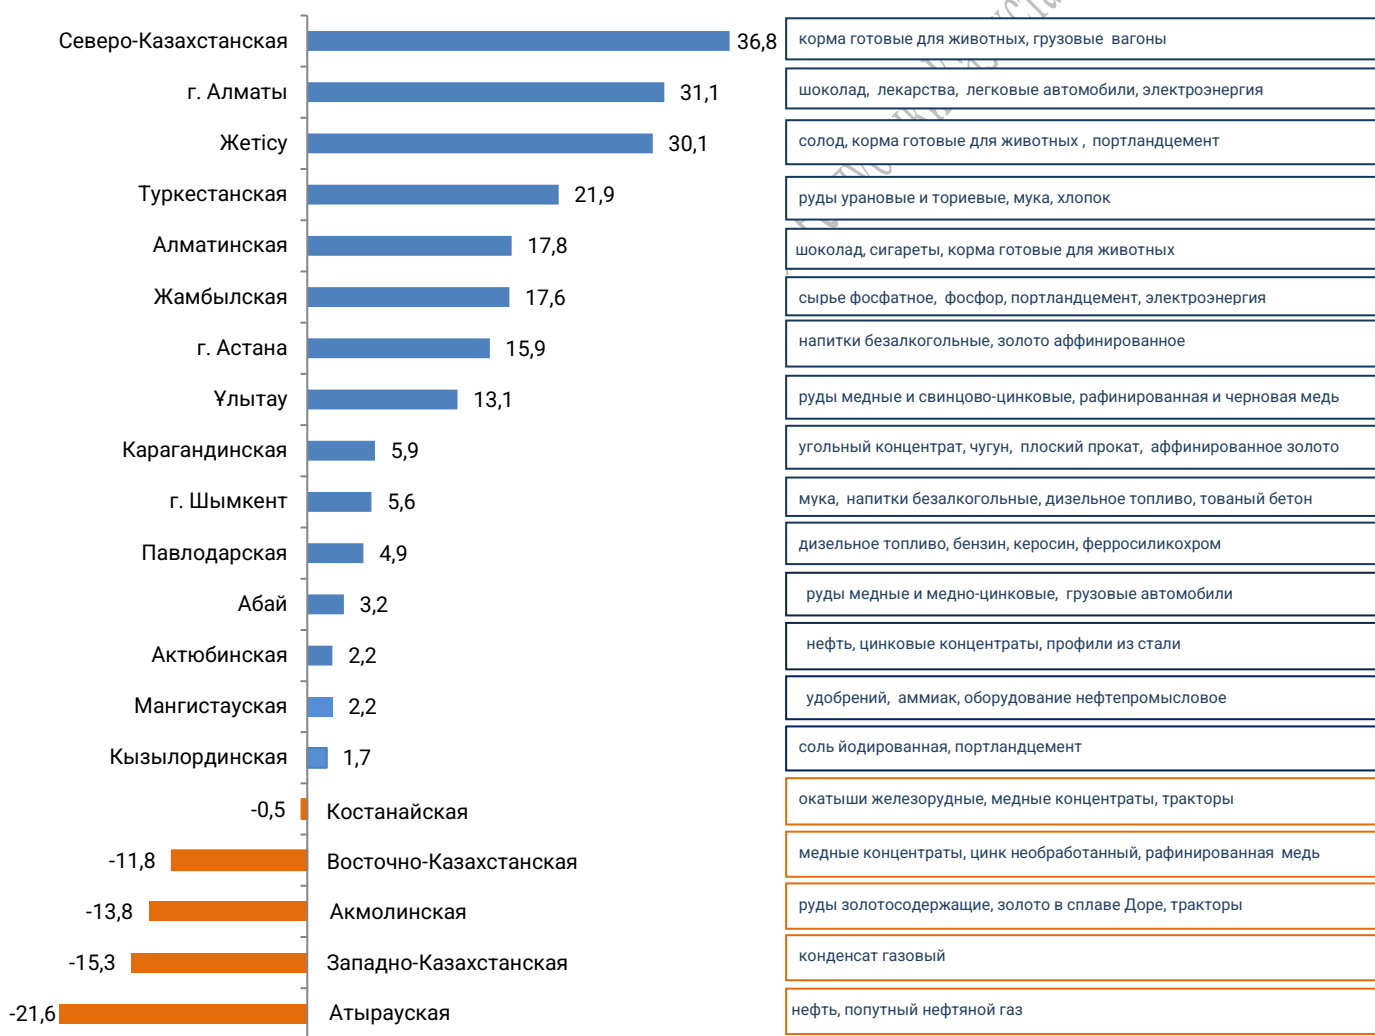 Северо-Казахстанская 36,8 корма готовые для животных, грузовые вагоны
г. Алматы 31,1 шоколад, лекарства, легковые автомобили, электроэнергия
Жетісу 30,1 солод, корма готовые для животных , портландцемент
Туркестанская 21,9 руды урановые и ториевые, мука, хлопок
Алматинская 17,8 шоколад, сигареты, корма готовые для животных
Жамбылская 17,6 сырье фосфатное, фосфор, портландцемент, электроэнергия
г. Астана 15,9 напитки безалкогольные, золото аффинированное
Ұлытау 13,1 руды медные и свинцово-цинковые, рафинированная и черновая медь
Карагандинская 5,9 угольный концентрат, чугун, плоский прокат, аффинированное золото
г. Шымкент 5,6 мука, напитки безалкогольные, дизельное топливо, тованый бетон
Павлодарская 4,9 дизельное топливо, бензин, керосин, ферросиликохром
Абай 3,2 руды медные и медно-цинковые, грузовые автомобили
Актюбинская 2,2 нефть, цинковые концентраты, профили из стали
Мангистауская 2,2 удобрений, аммиак, оборудование нефтепромысловое
Кызылординская 1,7 соль йодированная, портландцемент
-0,5 Костанайская окатыши железорудные, медные концентраты, тракторы
-11,8 Восточно-Казахстанская медные концентраты, цинк необработанный, рафинированная медь
-13,8 Акмолинская руды золотосодержащие, золото в сплаве Доре, тракторы
-15,3 Западно-Казахстанская конденсат газовый
-21,6 Атырауская нефть, попутный нефтяной газ